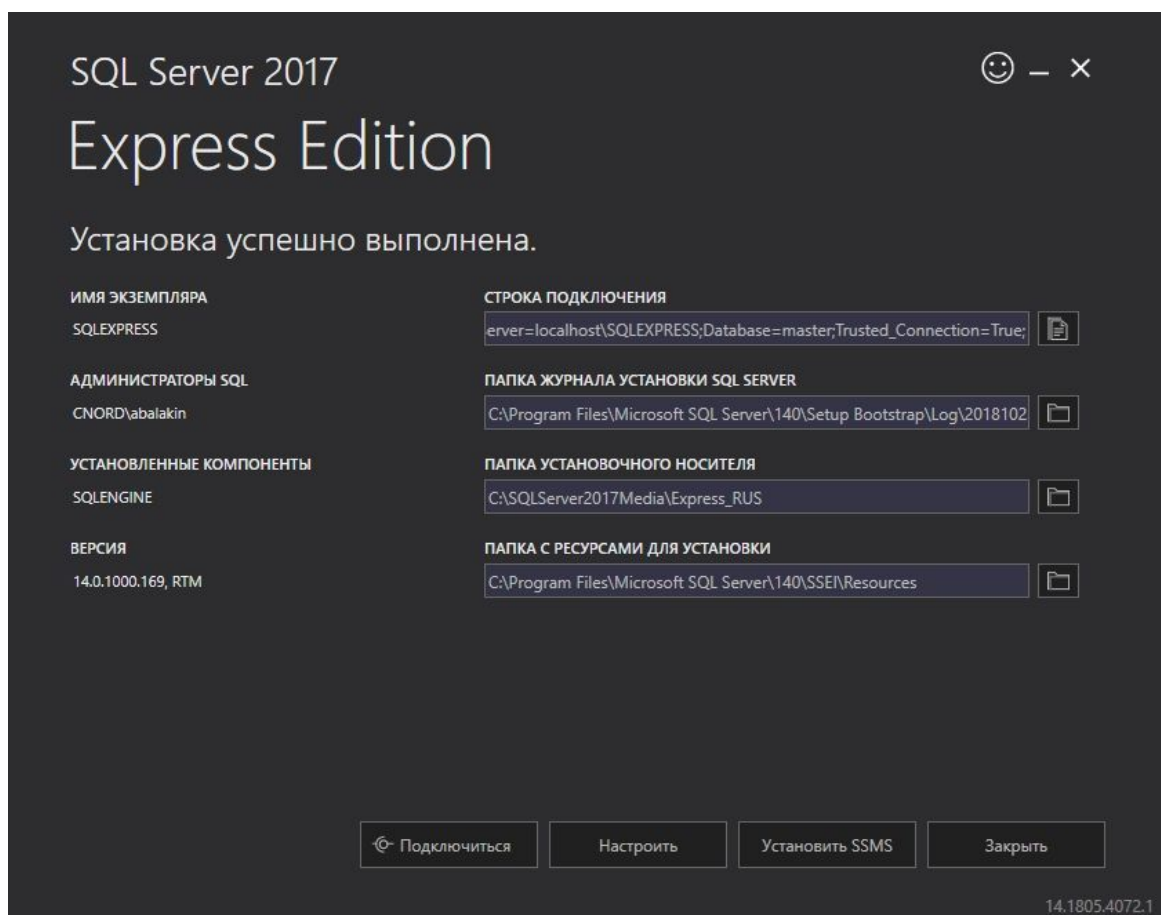 SQL Server 2017
Express Edition
Установка успешно выполнена.
ИМЯ ЭКЗЕМПЛЯРА
SQLEXPRESS
СТРОКА ПОДКЛЮЧЕНИЯ
erver=localhost\SQLEXPRESS;Database=master;Trusted_Connection=True;
АДМИНИСТРАТОРЫ SQL
CNORD\abalakin
ПАПКА ЖУРНАЛА УСТАНОВКИ SQL SERVER
C:\Program Files\Microsoft SQL Server\140\Setup Bootstrap\Log\2018102
УСТАНОВЛЕННЫЕ КОМПОНЕНТЫ
SQLENGINE
ПАПКА УСТАНОВОЧНОГО НОСИТЕЛЯ
C:\SQLServer2017Media\Express_RUS
ВЕРСИЯ
14.0.1000.169, RTM
ПАПКА С РЕСУРСАМИ ДЛЯ УСТАНОВКИ
C:\Program Files\Microsoft SQL Server\140\SSEI\Resources
Подключиться
Настроить
Установить SSMS
Закрыть
14.1805.4072.1